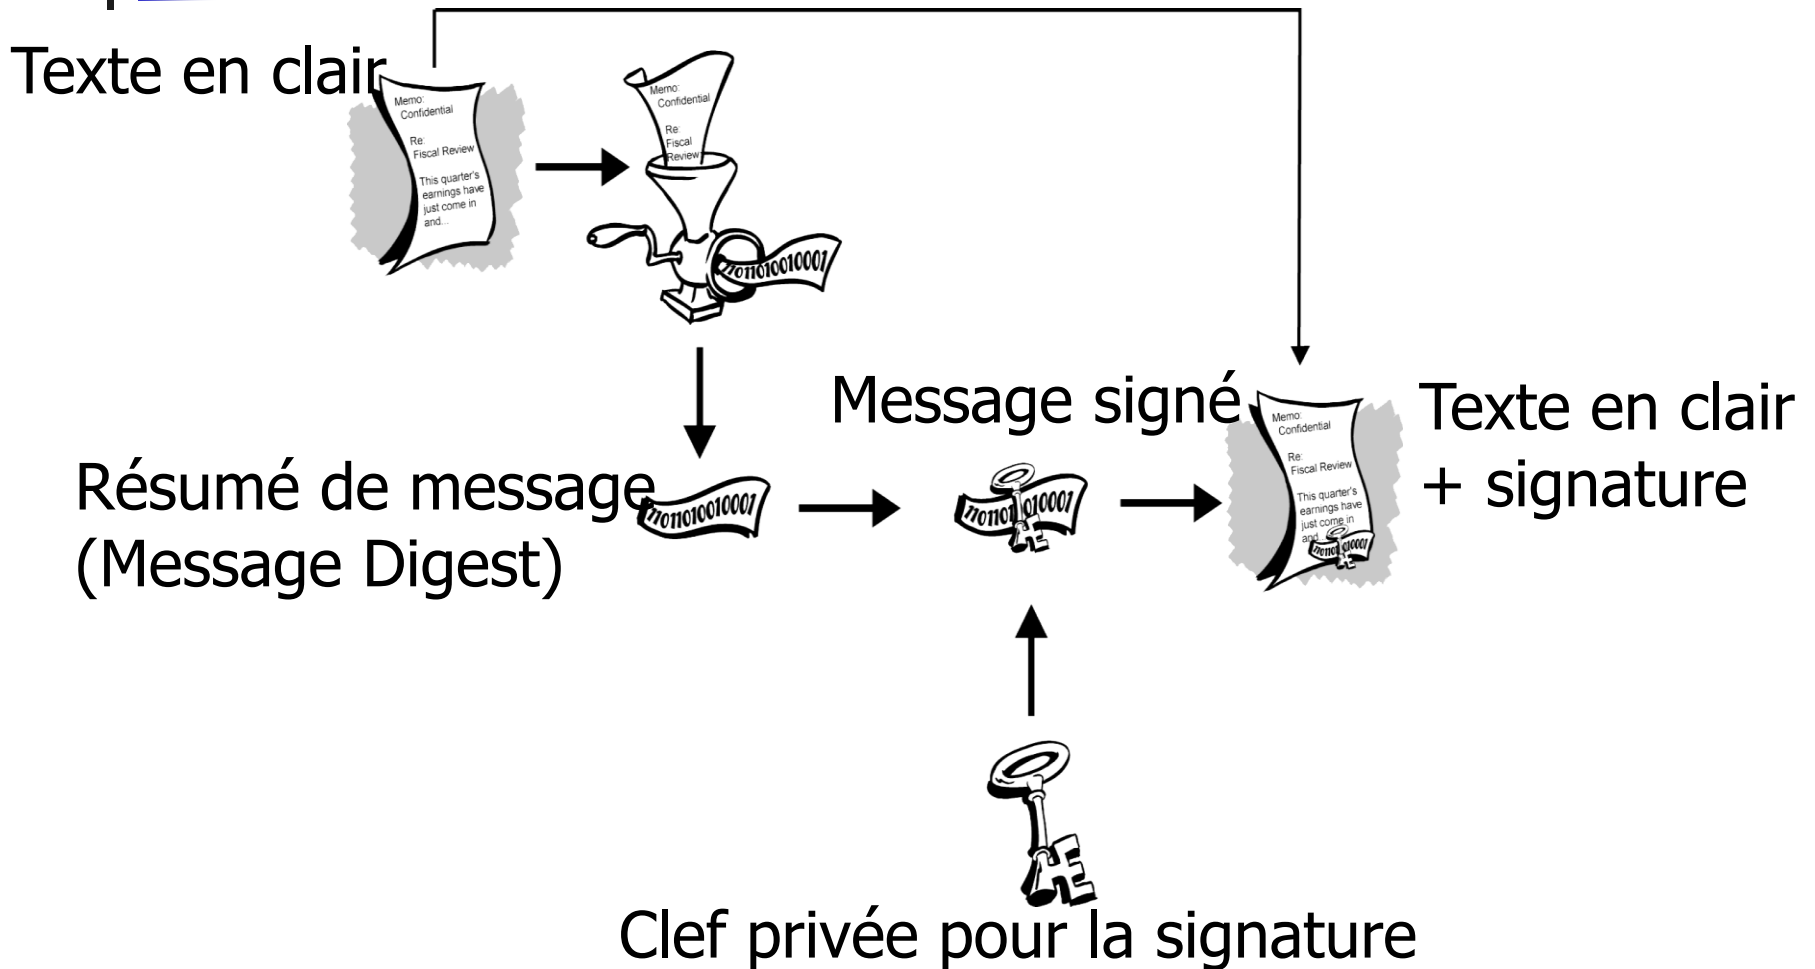 Texte en clair
Memo:
Confidential
Re:
Fiscal Review
This quarter's
earnings have
just come in
and...
Memo:
Confidential
Re:
Fiscal
Review
11011010010001
Message signé
Texte en clair
+ signature
Résumé de message
(Message Digest)
11011010010001
Memo:
Confidential
Re:
Fiscal Review
This quarter's
earnings have
just come in
and
Clef privée pour la signature